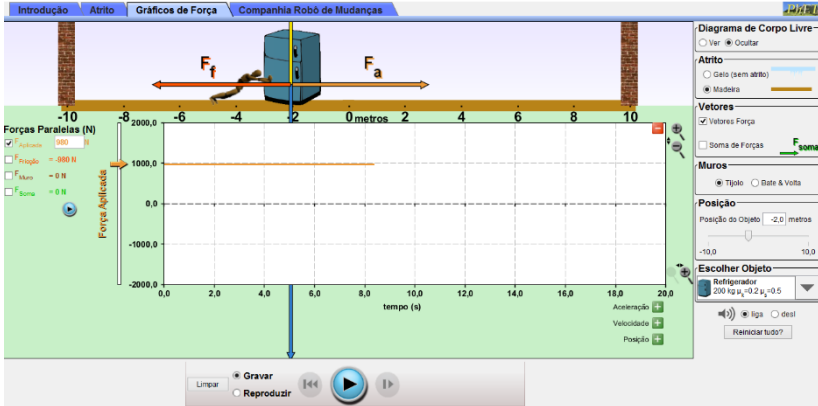 Introdução Atrito Gráficos de Força Companhia Robô de Mudanças PhET
Ff Fa
-10 -8 -6 -4 -2 0 metros 2 4 6 8 10
Forças Paralelas (N)
F Aplicada 980 N
F Fricção = -980 N
F Muro = 0 N
F Soma = 0 N
Força Aplicada
2000,0
1000,0
0,0
-1000,0
-2000,0
0,0 2,0 4,0 6,0 8,0 10,0 12,0 14,0 16,0 18,0 20,0
tempo (s)
Aceleração
Velocidade
Posição
Limpar
Gravar
Reproduzir
Diagrama de Corpo Livre
Ver Ocultar
Atrito
Gelo (sem atrito)
Madeira
Vetores
Vetores Força
Soma de Forças Fsoma
Muros
Tijolo Bate & Volta
Posição
Posição do Objeto -2,0 metros
-10,0 10,0
Escolher Objeto
Refrigerador
200 kg μk=0.2 μs=0.5
liga desl
Reiniciar tudo?